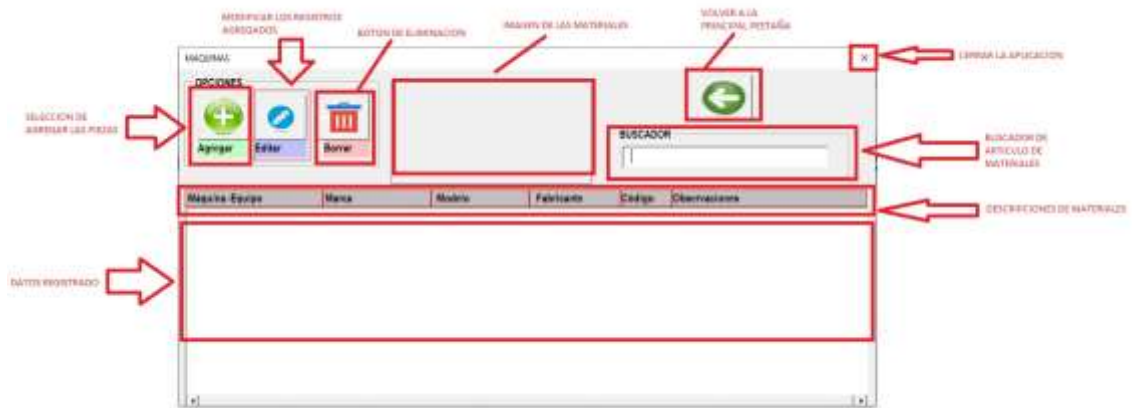 MODIFICAR LOS REGISTROS
AGREGADOS
BOTON DE ELIMINACION
IMAGEN DE LAS MATERIALES
VOLVER A LA
PRINCIPAL PESTAÑA
MAQUINAS
×
CERRAR LA APLICACION
OPCIONES
SELECCION DE
AGREGAR LAS PIEZAS
Agregar
Editar
Borrar
BUSCADOR
BUSCADOR DE
ARTICULO DE
MATERIALES
Maquina-Equipo
Marca
Modelo
Fabricante
Código
Observaciones
DESCRIPCIONES DE MATERIALES
DATOS REGISTRADO